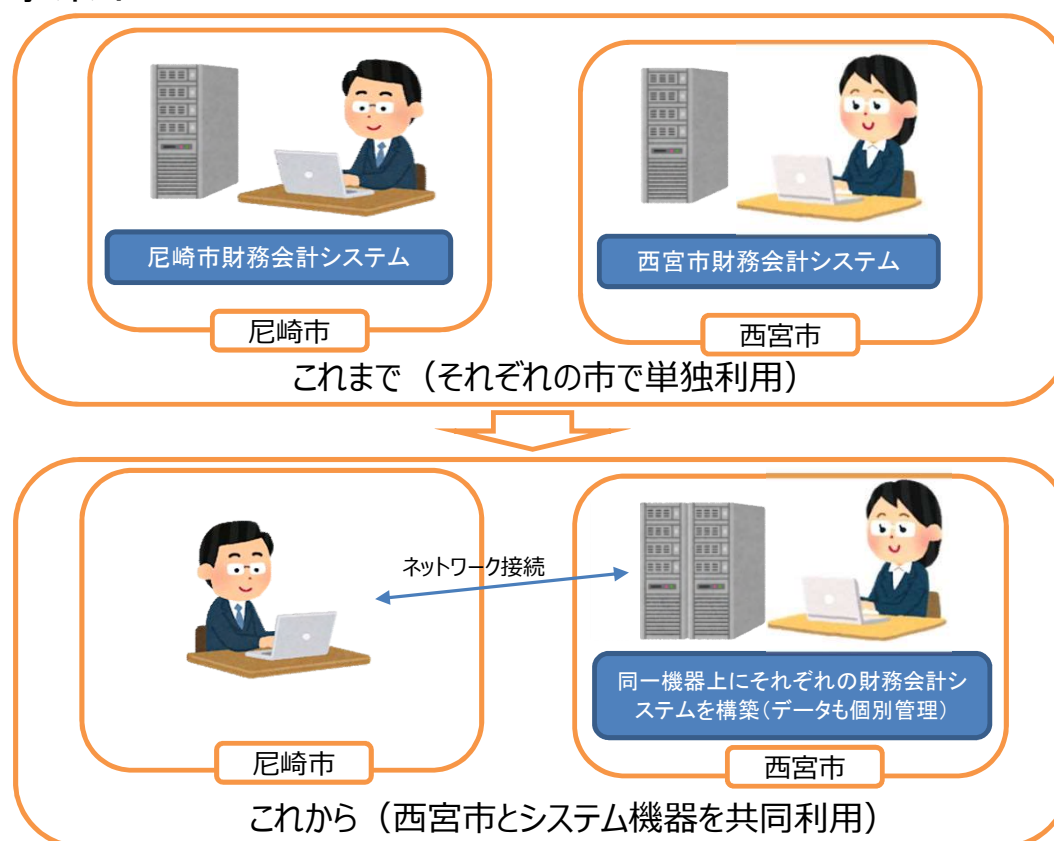 尼崎市財務会計システム
西宮市財務会計システム
尼崎市
西宮市
これまで（それぞれの市で単独利用）
ネットワーク接続
同一機器上にそれぞれの財務会計シ
ステムを構築（データも個別管理）
尼崎市
西宮市
これから（西宮市とシステム機器を共同利用）